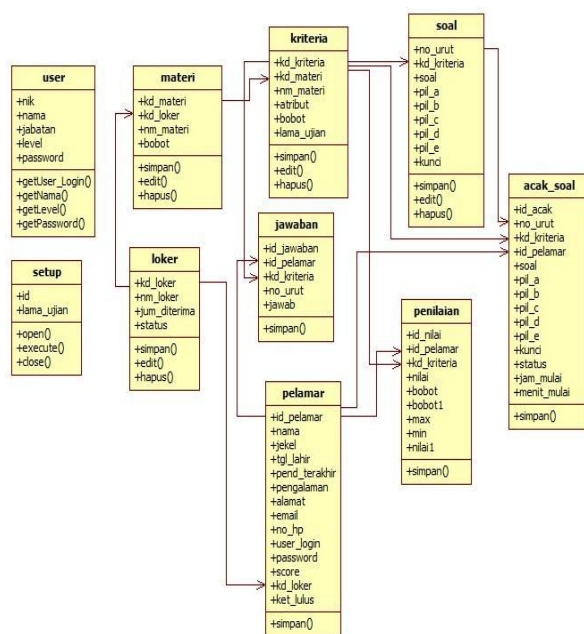 user
+nik
+nama
+jabatan
+level
+password
+getUser_Login()
+getNama()
+getLevel()
+getPassword()
setup
+id
+lama_ujian
+open()
+execute()
+close()
materi
+kd_materi
+kd_loker
+nm_materi
+bobot
+simpan()
+edit()
+hapus()
loker
+kd_loker
+nm_loker
+jum_diterima
+status
+simpan()
+edit()
+hapus()
kriteria
+kd_kriteria
+kd_materi
+nm_materi
+atribut
+bobot
+lama_ujian
+simpan()
+edit()
+hapus()
jawaban
+id_jawaban
+id_pelamar
+kd_kriteria
+no_urut
+jawab
+simpan()
pelamar
+id_pelamar
+nama
+jekel
+tgl_lahir
+pend_terakhir
+pengalaman
+alamat
+email
+no_hp
+user_login
+password
+score
+kd_loker
+ket_lulus
+simpan()
soal
+no_urut
+kd_kriteria
+soal
+pil_a
+pil_b
+pil_c
+pil_d
+pil_e
+kunci
+simpan()
+edit()
+hapus()
penilaian
+id_nilai
+id_pelamar
+kd_kriteria
+nilai
+bobot
+bobot1
+max
+min
+nilai1
+simpan()
acak_soal
+id_acak
+no_urut
+kd_kriteria
+id_pelamar
+soal
+pil_a
+pil_b
+pil_c
+pil_d
+pil_e
+kunci
+status
+jam_mulai
+menit_mulai
+simpan()